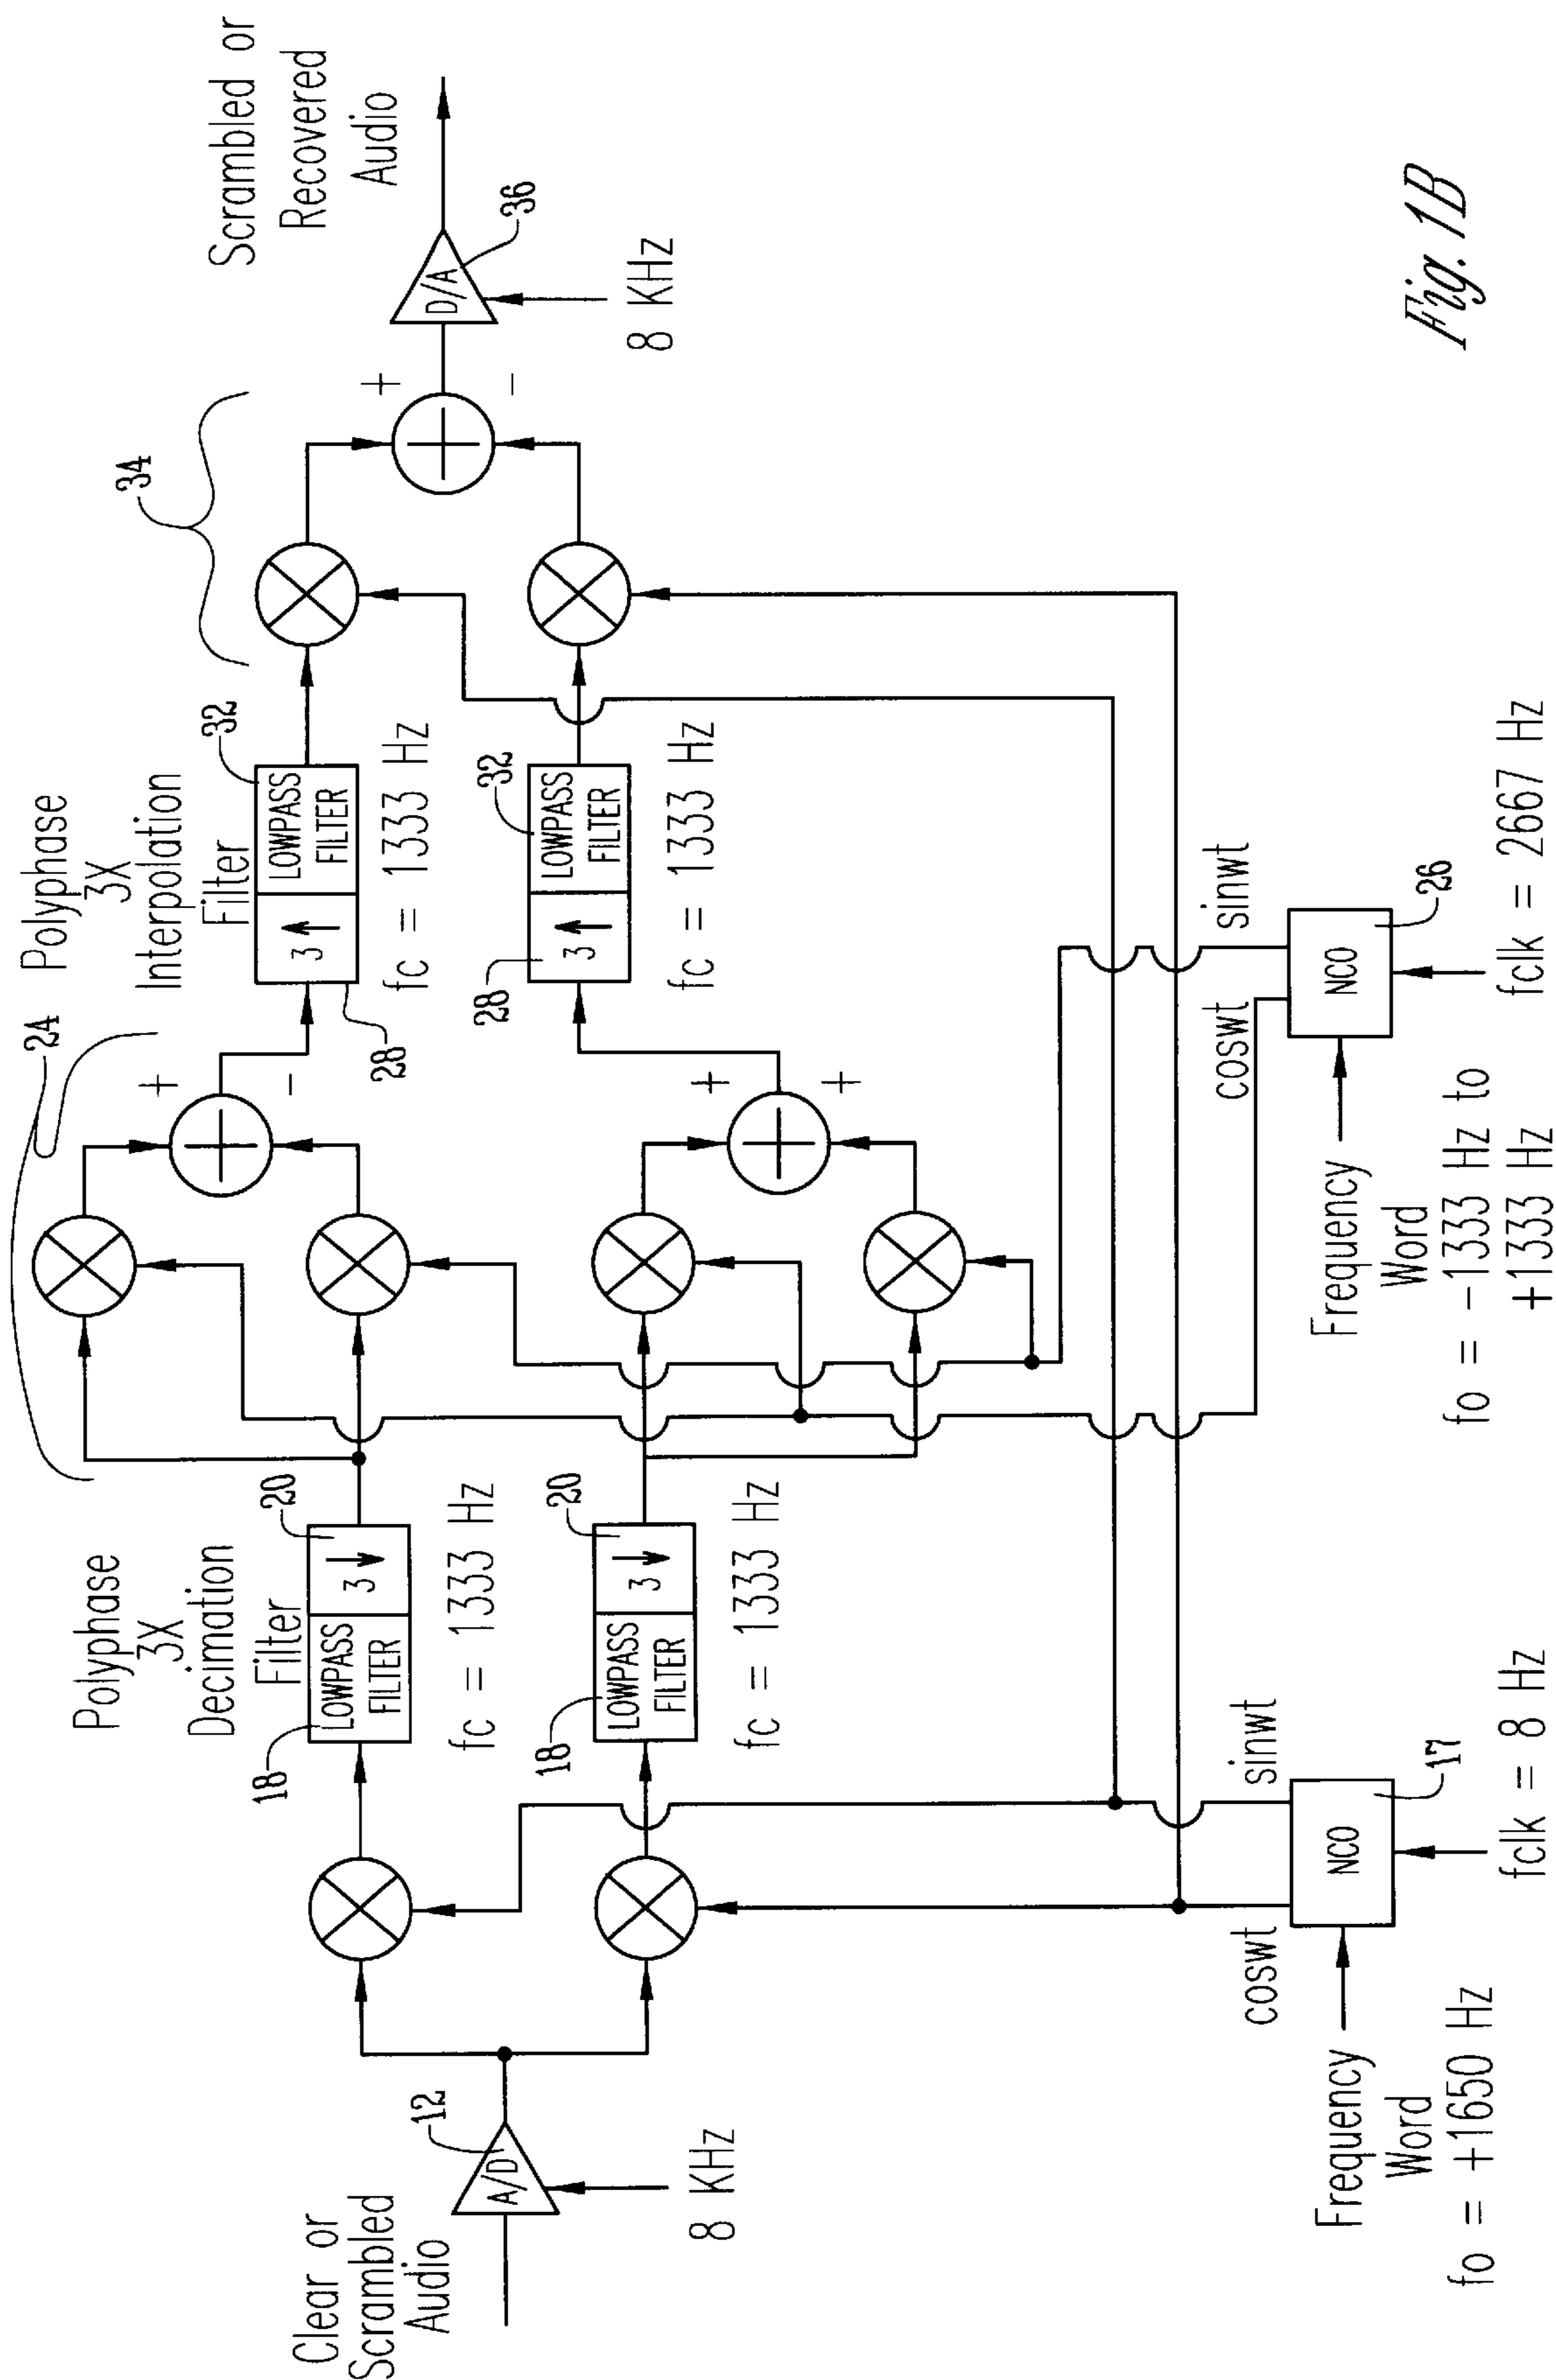 Clear or
Scrambled
Audio
12
A/D
8 KHz
Polyphase
3X
Decimation
Filter
18
LOWPASS
FILTER
3
20
fc = 1333 Hz
18
LOWPASS
FILTER
3
20
fc = 1333 Hz
24
+
-
+
+
Polyphase
3X
Interpolation
Filter
28
3
LOWPASS
FILTER
32
fc = 1333 Hz
28
3
LOWPASS
FILTER
32
fc = 1333 Hz
34
+
-
D/A
36
8 KHz
Scrambled or
Recovered
Audio
coswt
sinwt
NCO
17
Frequency
Word
fo = +1650 Hz
fclk = 8 Hz
coswt
sinwt
NCO
26
Frequency
Word
fo = -1333 Hz to
+1333 Hz
fclk = 2667 Hz
Fig. 1B